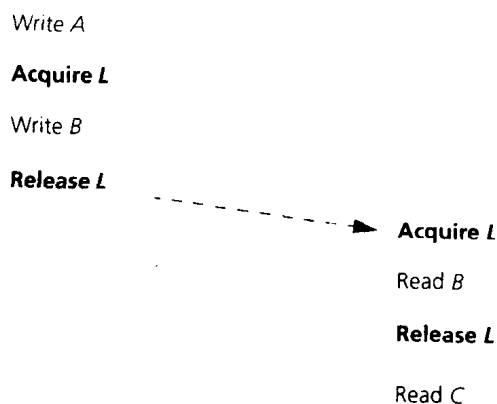 Write A
Acquire L
Write B
Release L
Acquire L
Read B
Release L
Read C